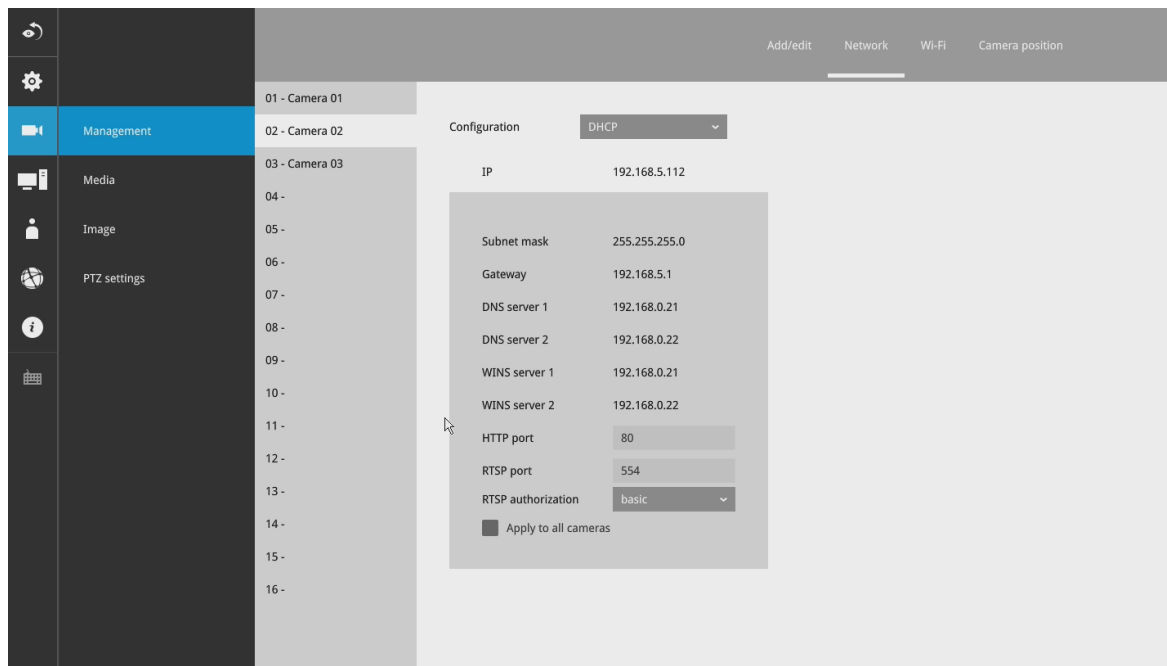 Add/edit Network Wi-Fi Camera position
Management
Media
Image
PTZ settings
01 - Camera 01
02 - Camera 02
03 - Camera 03
04 -
05 -
06 -
07 -
08 -
09 -
10 -
11 -
12 -
13 -
14 -
15 -
16 -
Configuration DHCP
IP 192.168.5.112
Subnet mask 255.255.255.0
Gateway 192.168.5.1
DNS server 1 192.168.0.21
DNS server 2 192.168.0.22
WINS server 1 192.168.0.21
WINS server 2 192.168.0.22
HTTP port 80
RTSP port 554
RTSP authorization basic
Apply to all cameras